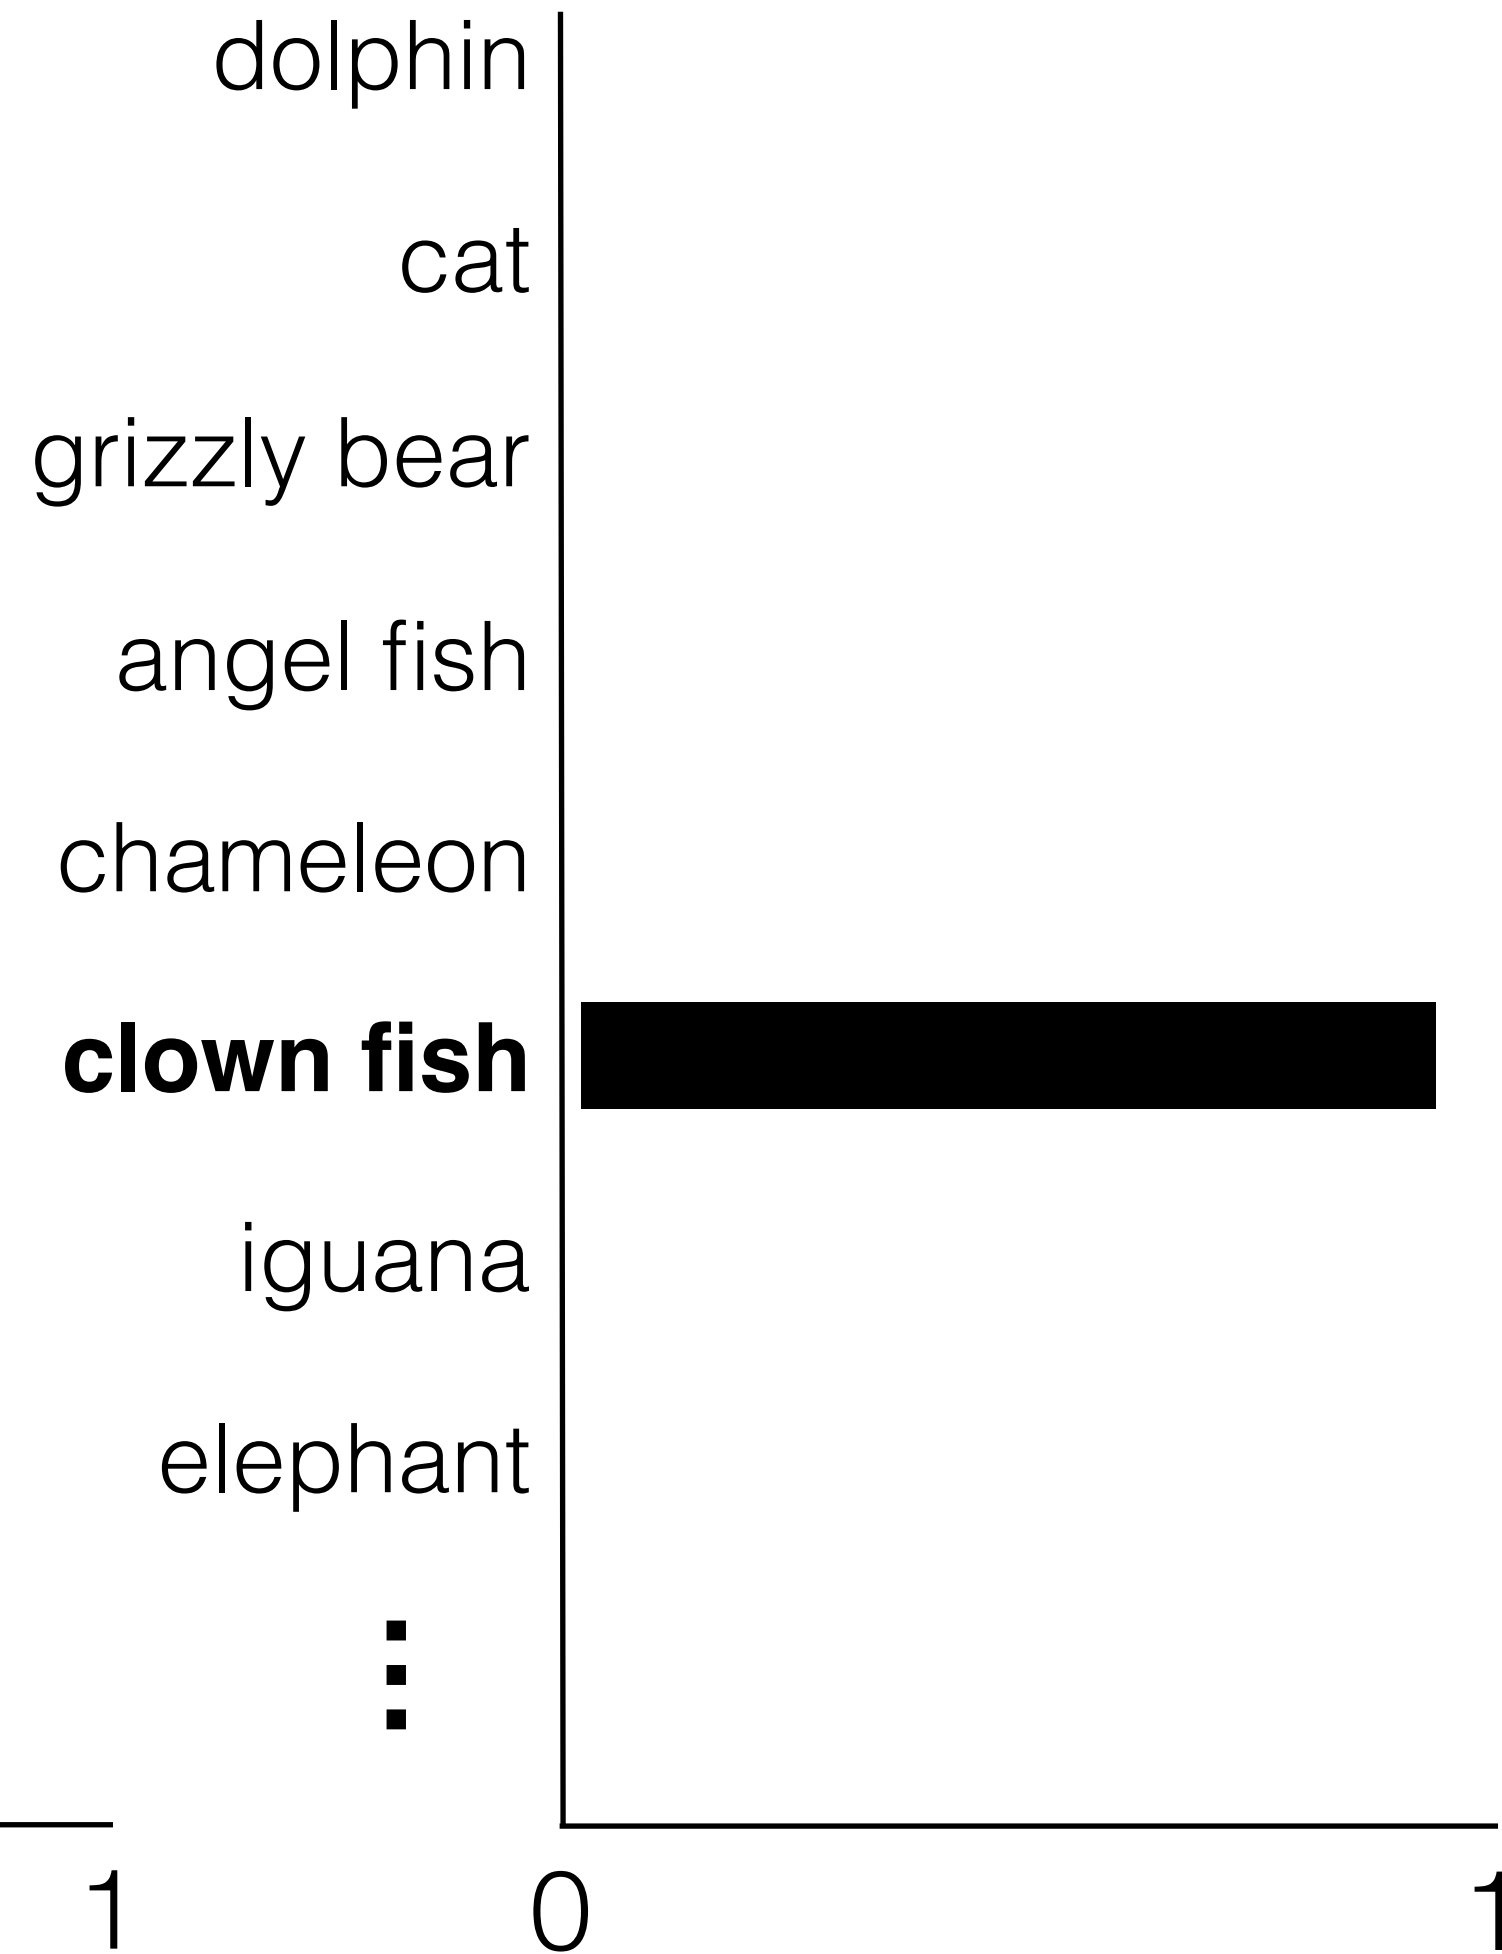 dolphin
cat
grizzly bear
angel fish
chameleon
clown fish
iguana
elephant
⋮
1 0 1